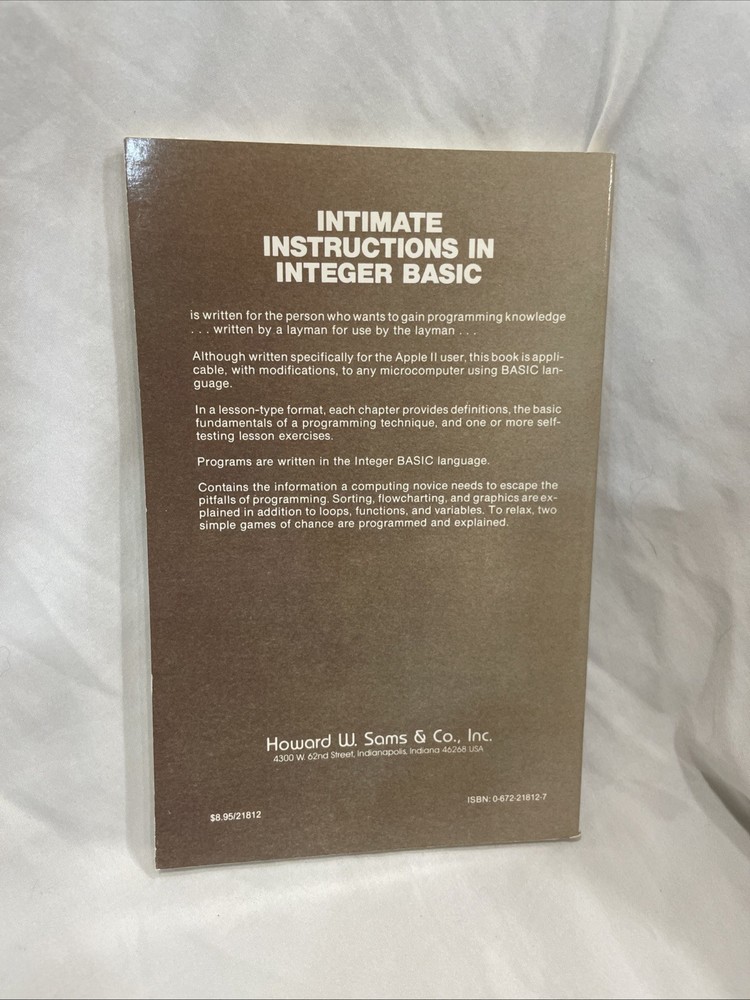 INTIMATE
INSTRUCTIONS IN
INTEGER BASIC
is written for the person who wants to gain programming knowledge
. . . written by a layman for use by the layman . . .
Although written specifically for the Apple II user, this book is appli-
cable, with modifications, to any microcomputer using BASIC lan-
guage.
In a lesson-type format, each chapter provides definitions, the basic
fundamentals of a programming technique, and one or more self-
testing lesson exercises.
Programs are written in the Integer BASIC language.
Contains the information a computing novice needs to escape the
pitfalls of programming. Sorting, flowcharting, and graphics are ex-
plained in addition to loops, functions, and variables. To relax, two
simple games of chance are programmed and explained.
Howard W. Sams & Co., Inc.
4300 W. 62nd Street, Indianapolis, Indiana 46268 USA
ISBN: 0-672-21812-7
$8.95/21812